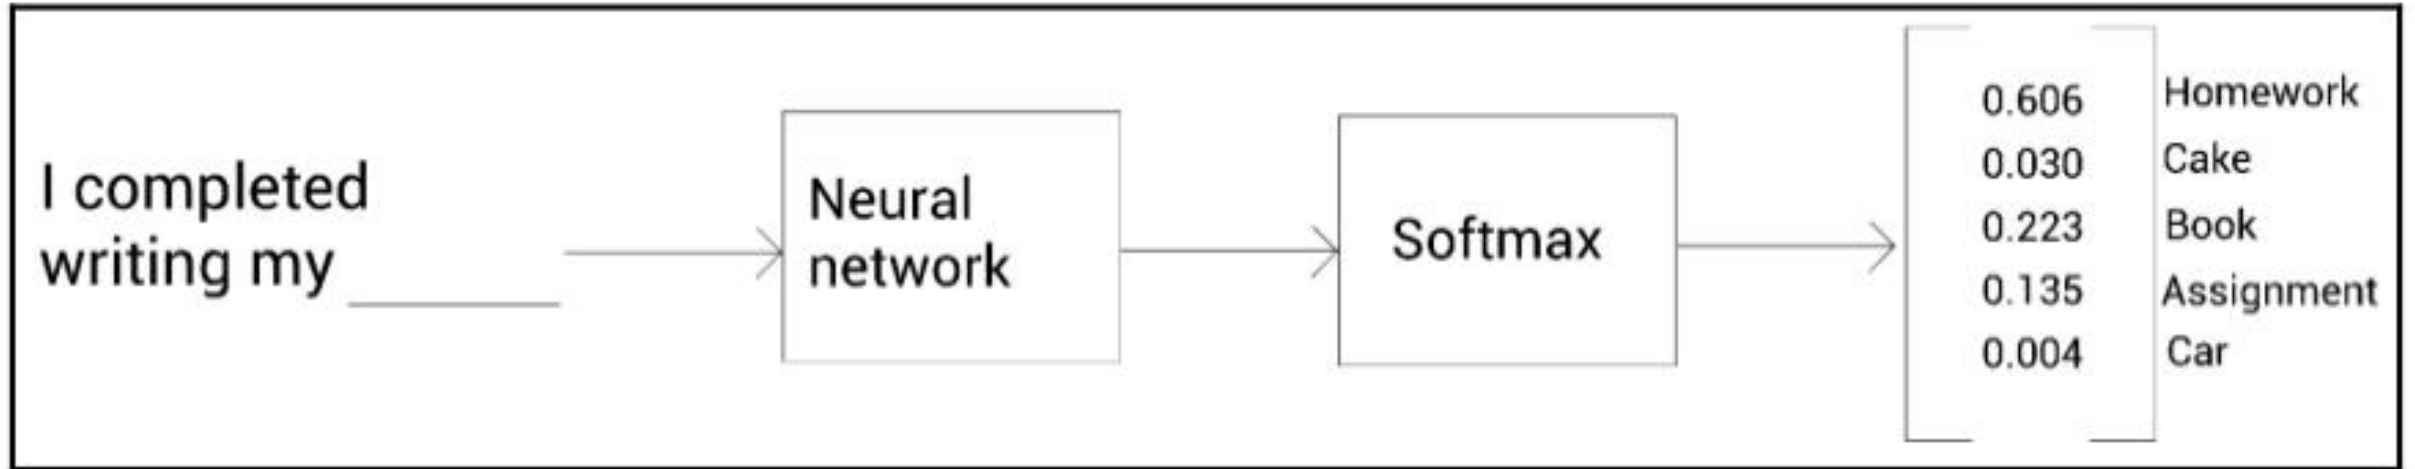 I completed
writing my ______
Neural
network
Softmax
0.606 Homework
0.030 Cake
0.223 Book
0.135 Assignment
0.004 Car